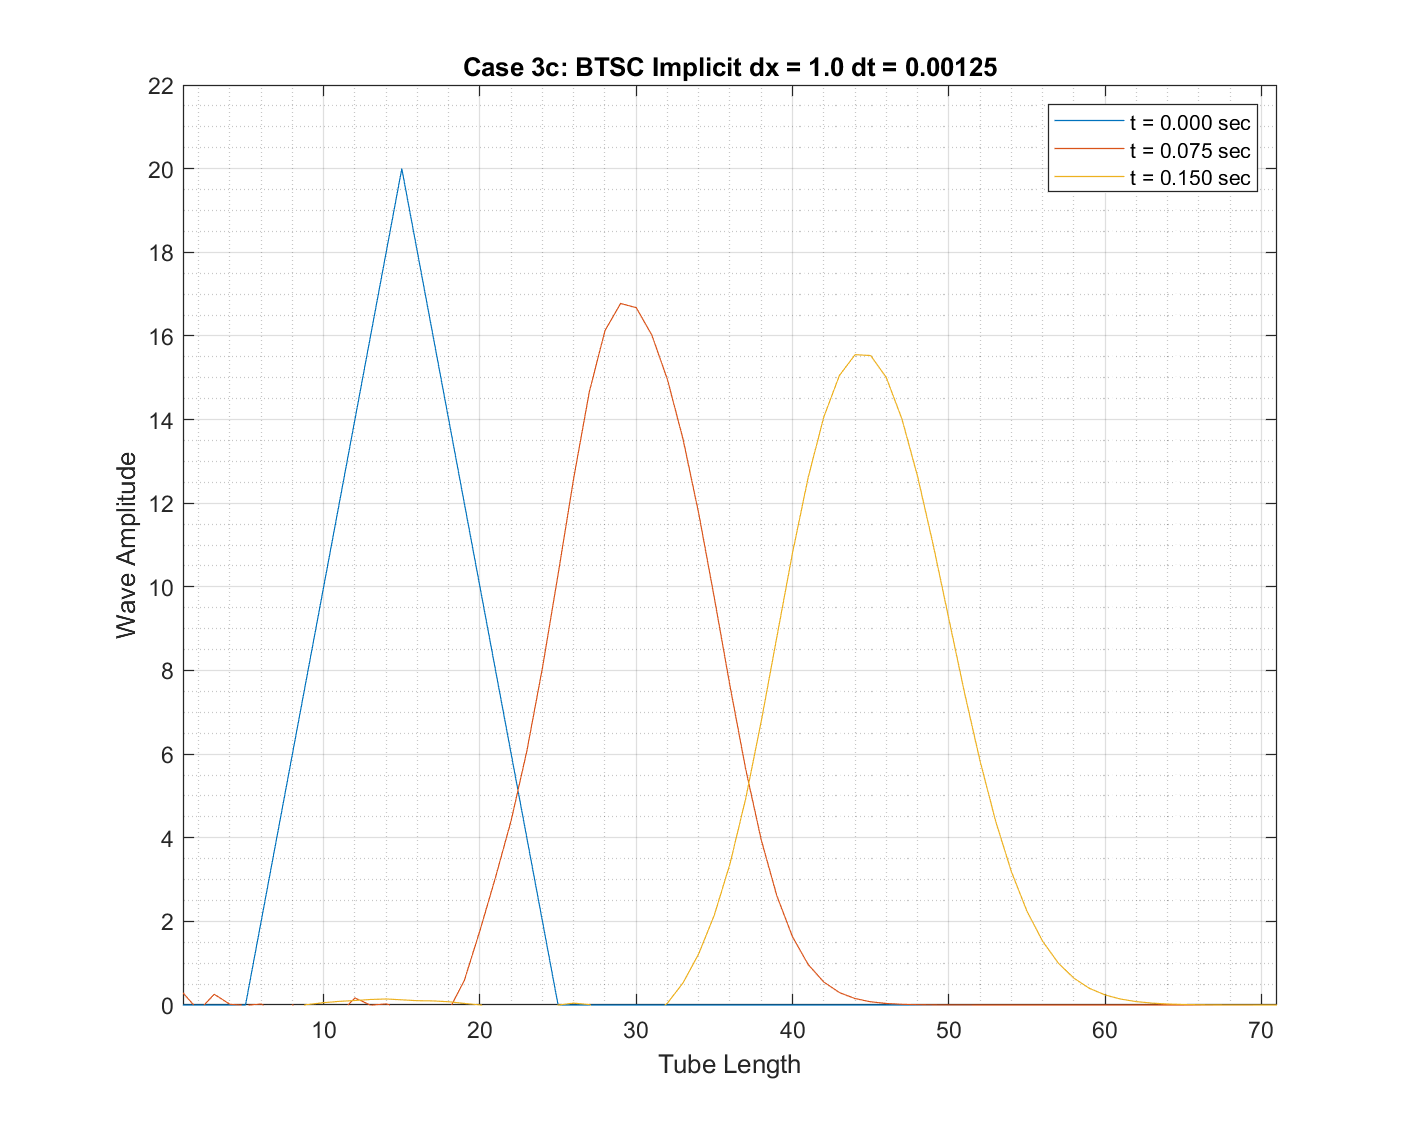 Case 3c: BTSC Implicit dx = 1.0 dt = 0.00125
t = 0.000 sec
t = 0.075 sec
t = 0.150 sec
Wave Amplitude
22
20
18
16
14
12
10
8
6
4
2
0
10 20 30 40 50 60 70
Tube Length